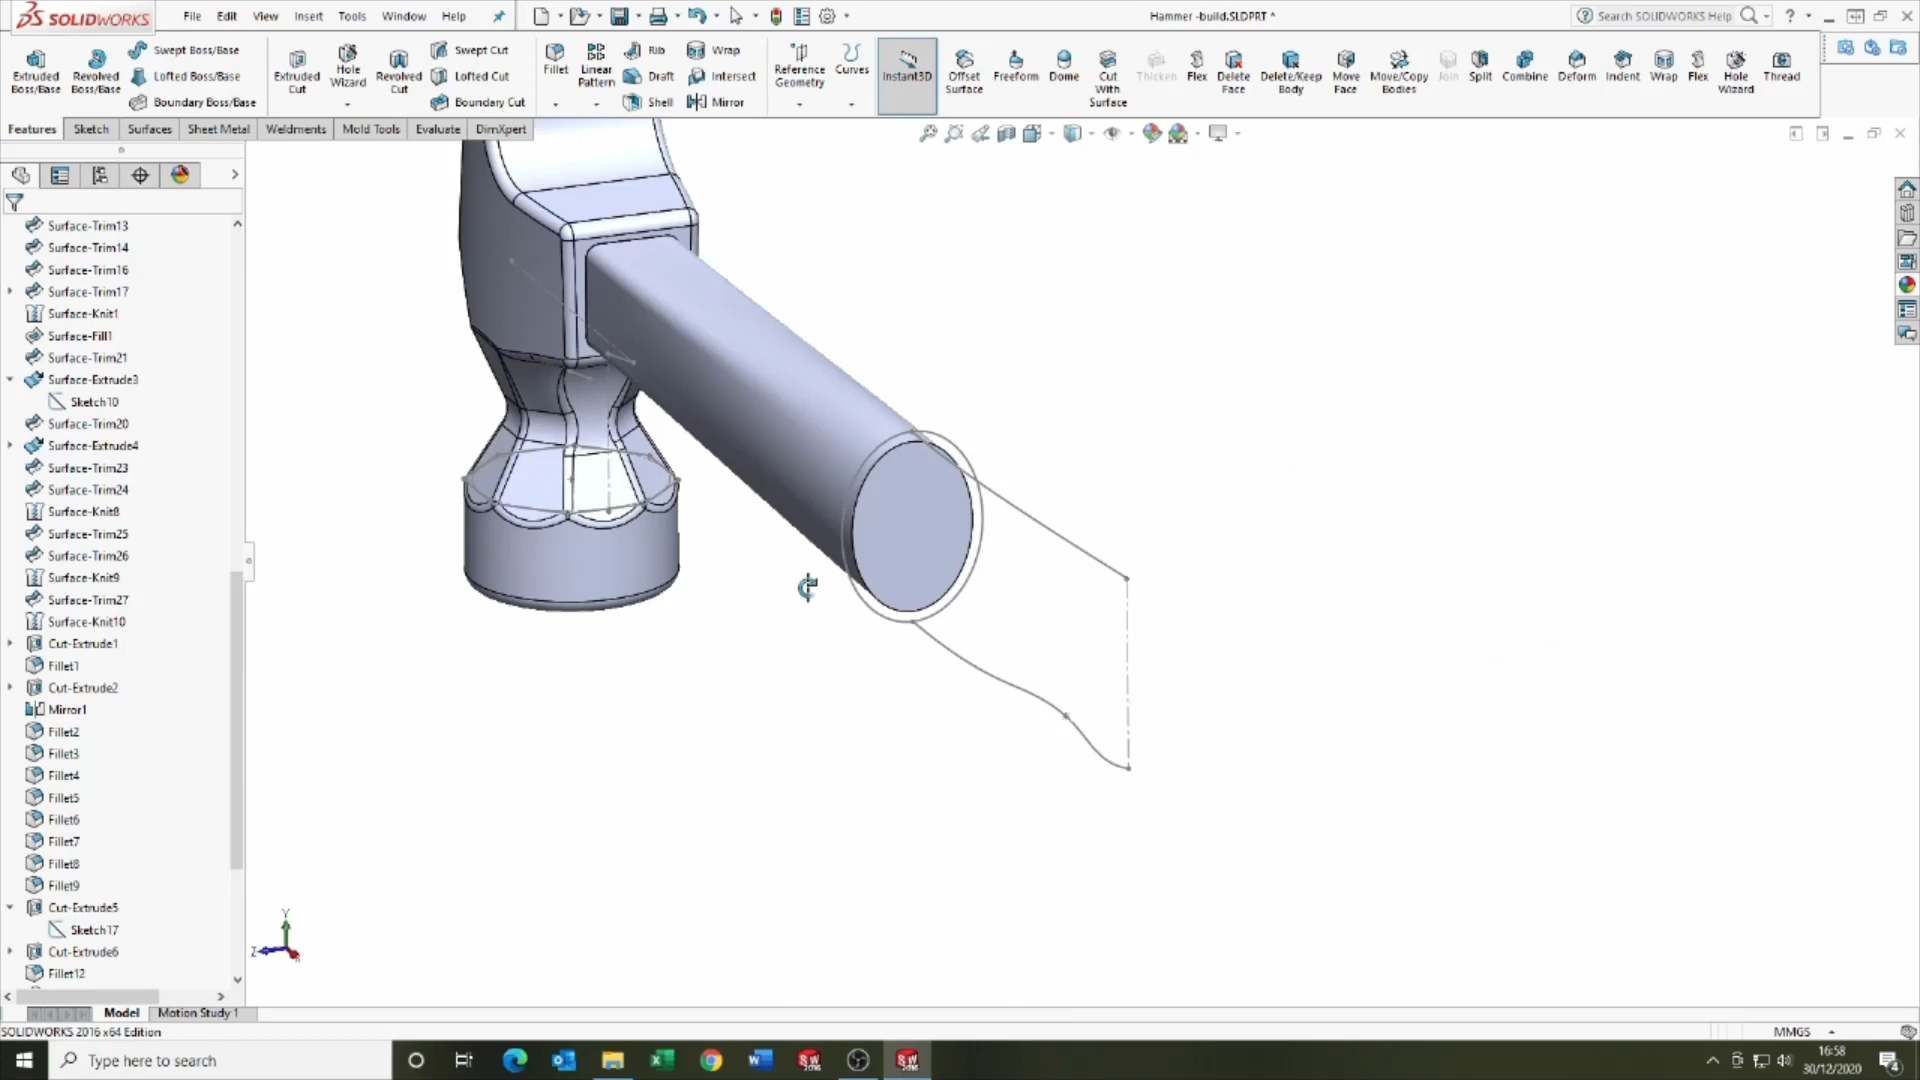 SOLIDWORKS
File Edit View Insert Tools Window Help
Hammer -build.SLDPRT *
Search SOLIDWORKS Help
Extruded Boss/Base
Revolved Boss/Base
Swept Boss/Base
Lofted Boss/Base
Boundary Boss/Base
Extruded Cut
Hole Wizard
Revolved Cut
Swept Cut
Lofted Cut
Boundary Cut
Fillet
Linear Pattern
Rib
Draft
Shell
Wrap
Intersect
Mirror
Reference Geometry
Curves
Instant3D
Offset Surface
Freeform
Dome
Cut With Surface
Thicken
Flex
Delete Face
Delete/Keep Body
Move Face
Move/Copy Bodies
Join
Split
Combine
Deform
Indent
Wrap
Flex
Hole Wizard
Thread
Features Sketch Surfaces Sheet Metal Weldments Mold Tools Evaluate DimXpert
Surface-Trim13
Surface-Trim14
Surface-Trim16
Surface-Trim17
Surface-Knit1
Surface-Fill1
Surface-Trim21
Surface-Extrude3
Sketch10
Surface-Trim20
Surface-Extrude4
Surface-Trim23
Surface-Trim24
Surface-Knit8
Surface-Trim25
Surface-Trim26
Surface-Knit9
Surface-Trim27
Surface-Knit10
Cut-Extrude1
Fillet1
Cut-Extrude2
Mirror1
Fillet2
Fillet3
Fillet4
Fillet5
Fillet6
Fillet7
Fillet8
Fillet9
Cut-Extrude5
Sketch17
Cut-Extrude6
Fillet12
Y
Z
Model Motion Study 1
SOLIDWORKS 2016 x64 Edition
MMGS
Type here to search
16:58
30/12/2020
4